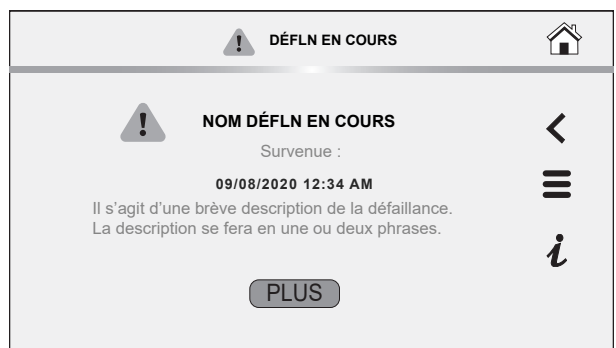 DÉFLN EN COURS
NOM DÉFLN EN COURS
Survenue :
09/08/2020 12:34 AM
Il s’agit d’une brève description de la défaillance.
La description se fera en une ou deux phrases.
PLUS